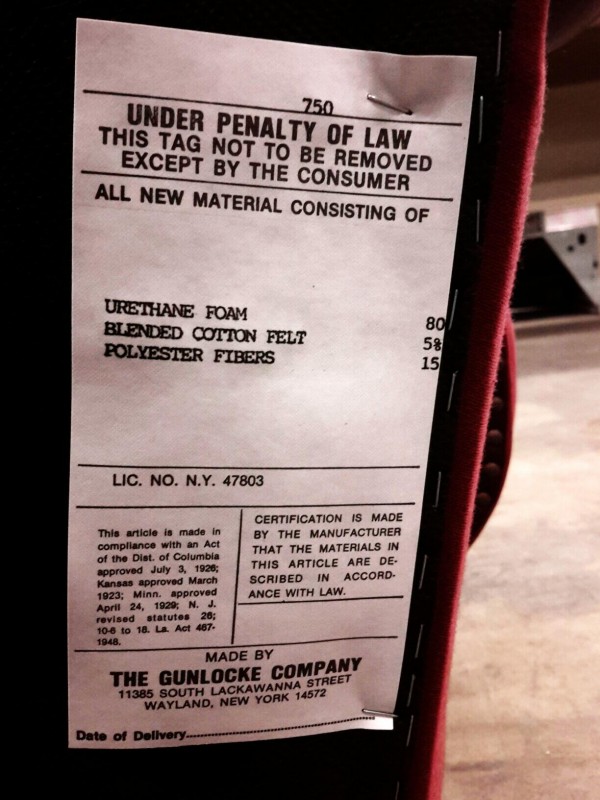 750
UNDER PENALTY OF LAW
THIS TAG NOT TO BE REMOVED
EXCEPT BY THE CONSUMER
ALL NEW MATERIAL CONSISTING OF
URETHANE FOAM 80
BLENDED COTTON FELT 5%
POLYESTER FIBERS 15
LIC. NO. N.Y. 47803
This article is made in
compliance with an Act
of the Dist. of Columbia
approved July 3, 1926;
Kansas approved March
1923; Minn. approved
April 24, 1929; N. J.
revised statutes 26;
10-6 to 18. La. Act 467-
1948.
CERTIFICATION IS MADE
BY THE MANUFACTURER
THAT THE MATERIALS IN
THIS ARTICLE ARE DE-
SCRIBED IN ACCORD-
ANCE WITH LAW.
MADE BY
THE GUNLOCKE COMPANY
11385 SOUTH LACKAWANNA STREET
WAYLAND, NEW YORK 14572
Date of Delivery